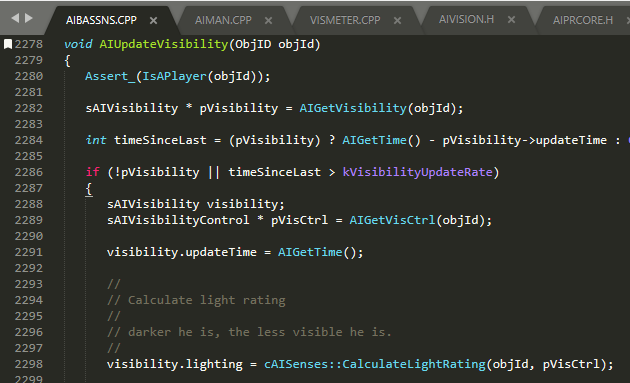 AIBASSNS.CPP × AIMAN.CPP × VISMETER.CPP × AIVISION.H × AIPRCORE.H
2278 void AIUpdateVisibility(ObjID objId)
2279 {
2280 Assert_(IsAPlayer(objId));
2281
2282 sAIVisibility * pVisibility = AIGetVisibility(objId);
2283
2284 int timeSinceLast = (pVisibility) ? AIGetTime() - pVisibility->updateTime :
2285
2286 if (!pVisibility || timeSinceLast > kVisibilityUpdateRate)
2287 {
2288 sAIVisibility visibility;
2289 sAIVisibilityControl * pVisCtrl = AIGetVisCtrl(objId);
2290
2291 visibility.updateTime = AIGetTime();
2292
2293 //
2294 // Calculate light rating
2295 //
2296 // darker he is, the less visible he is.
2297 //
2298 visibility.lighting = cAISenses::CalculateLightRating(objId, pVisCtrl);
2299